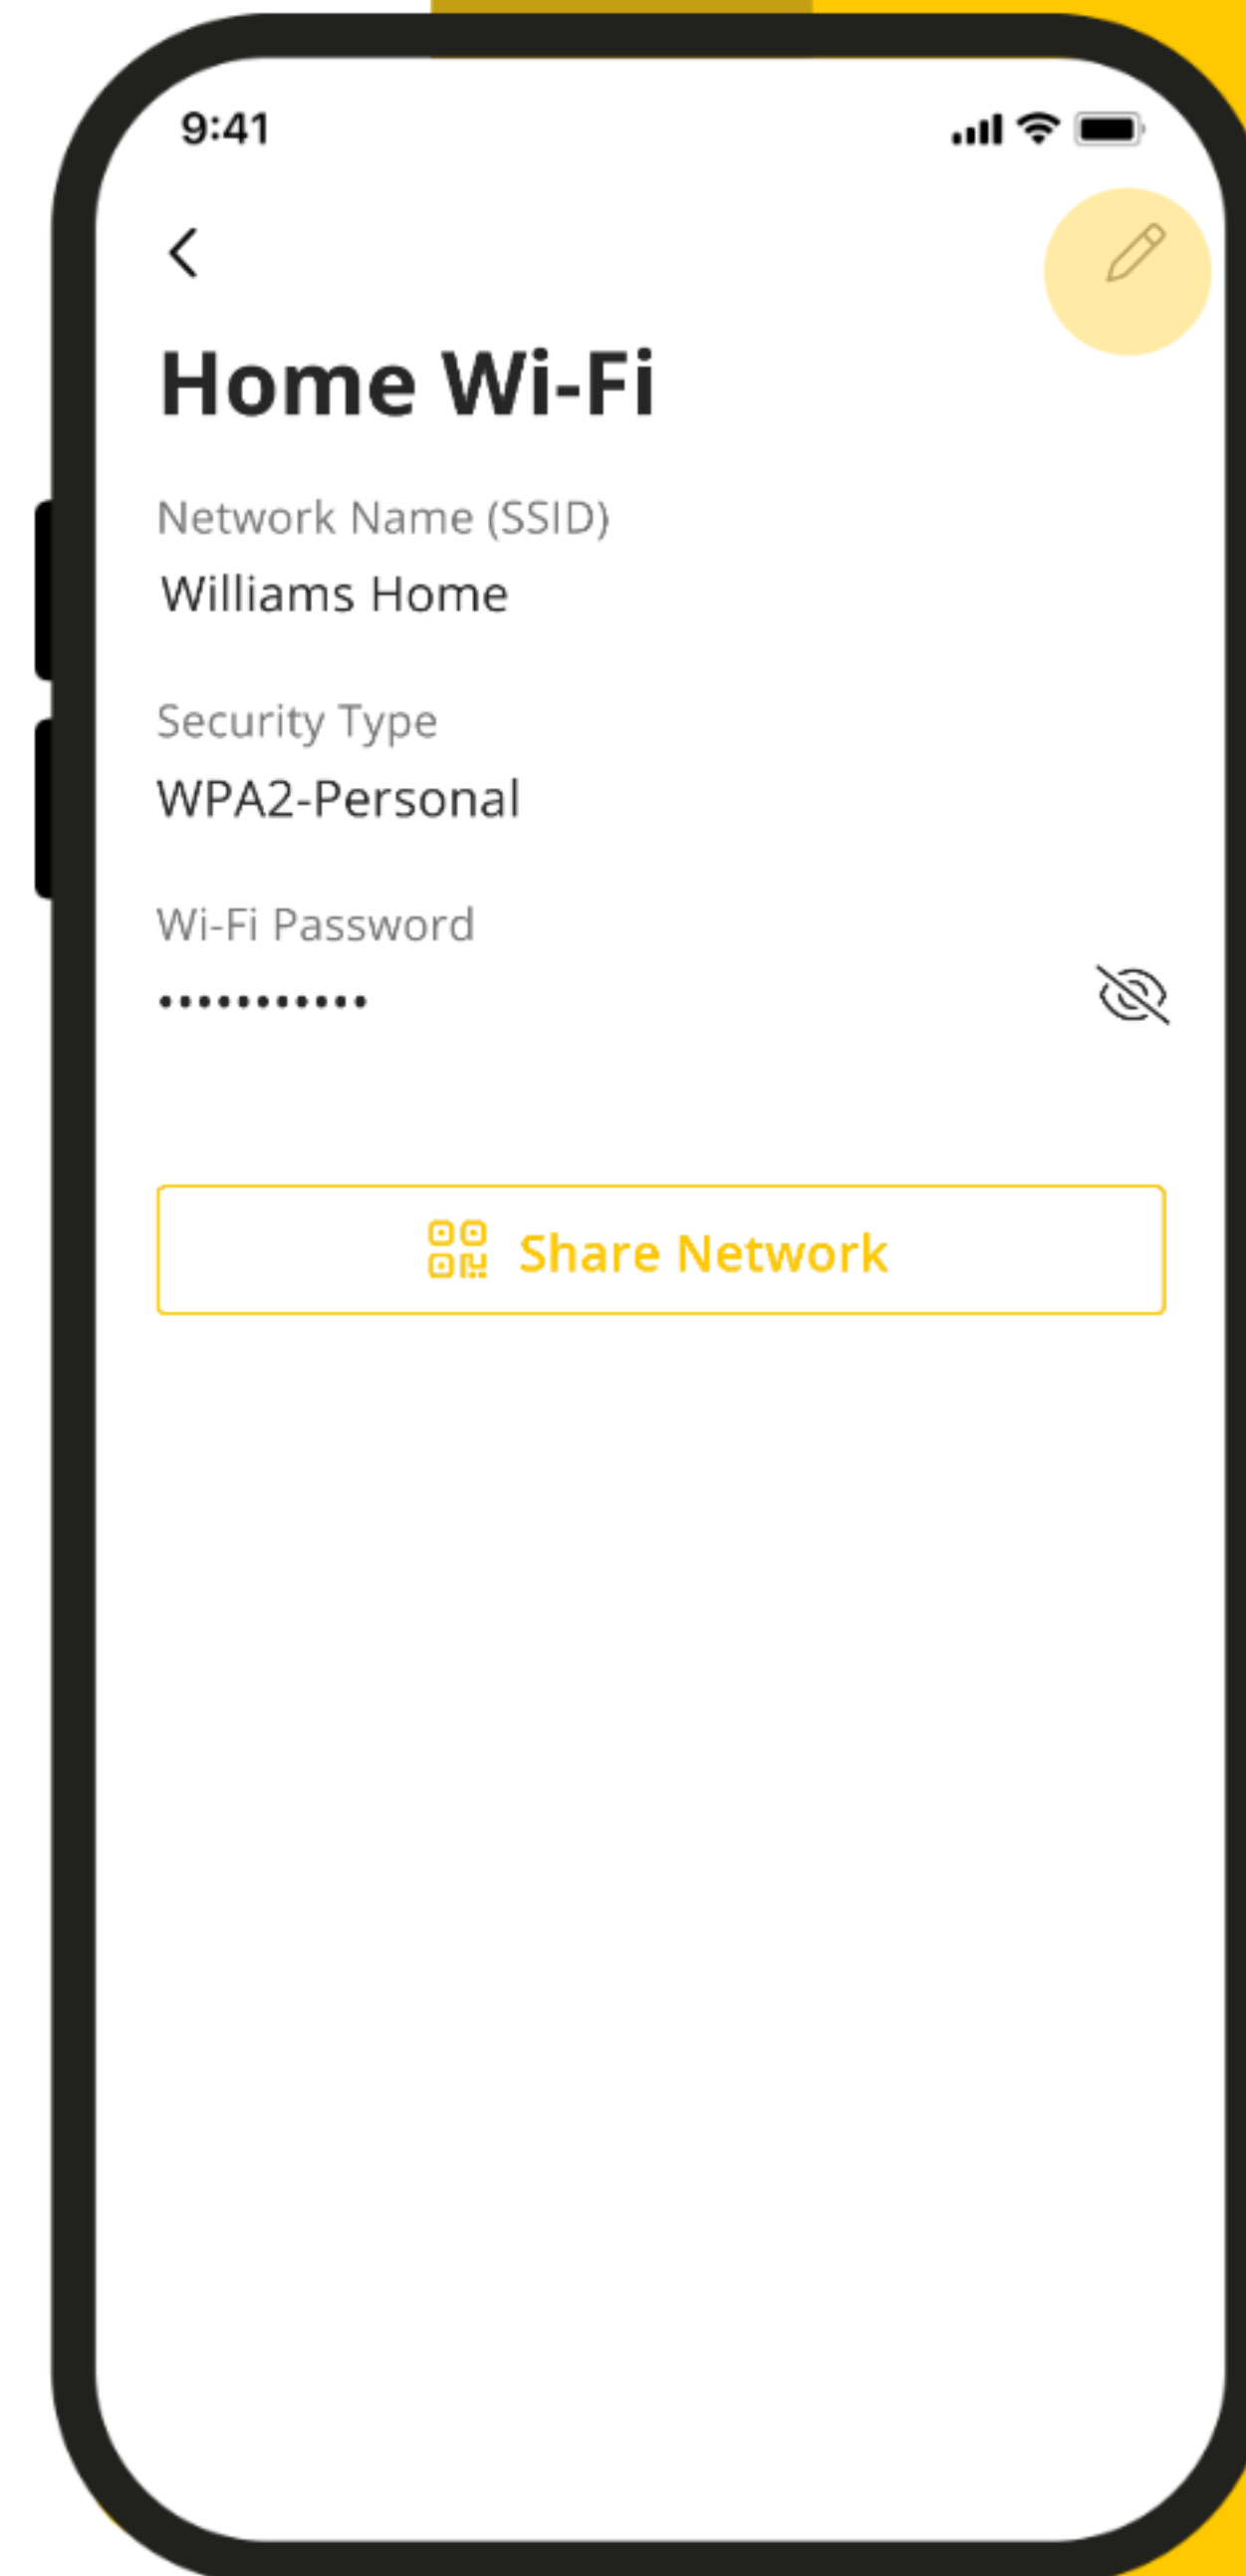 9:41
Home Wi-Fi
Network Name (SSID)
Williams Home
Security Type
WPA2-Personal
Wi-Fi Password
•••••••••••
Share Network